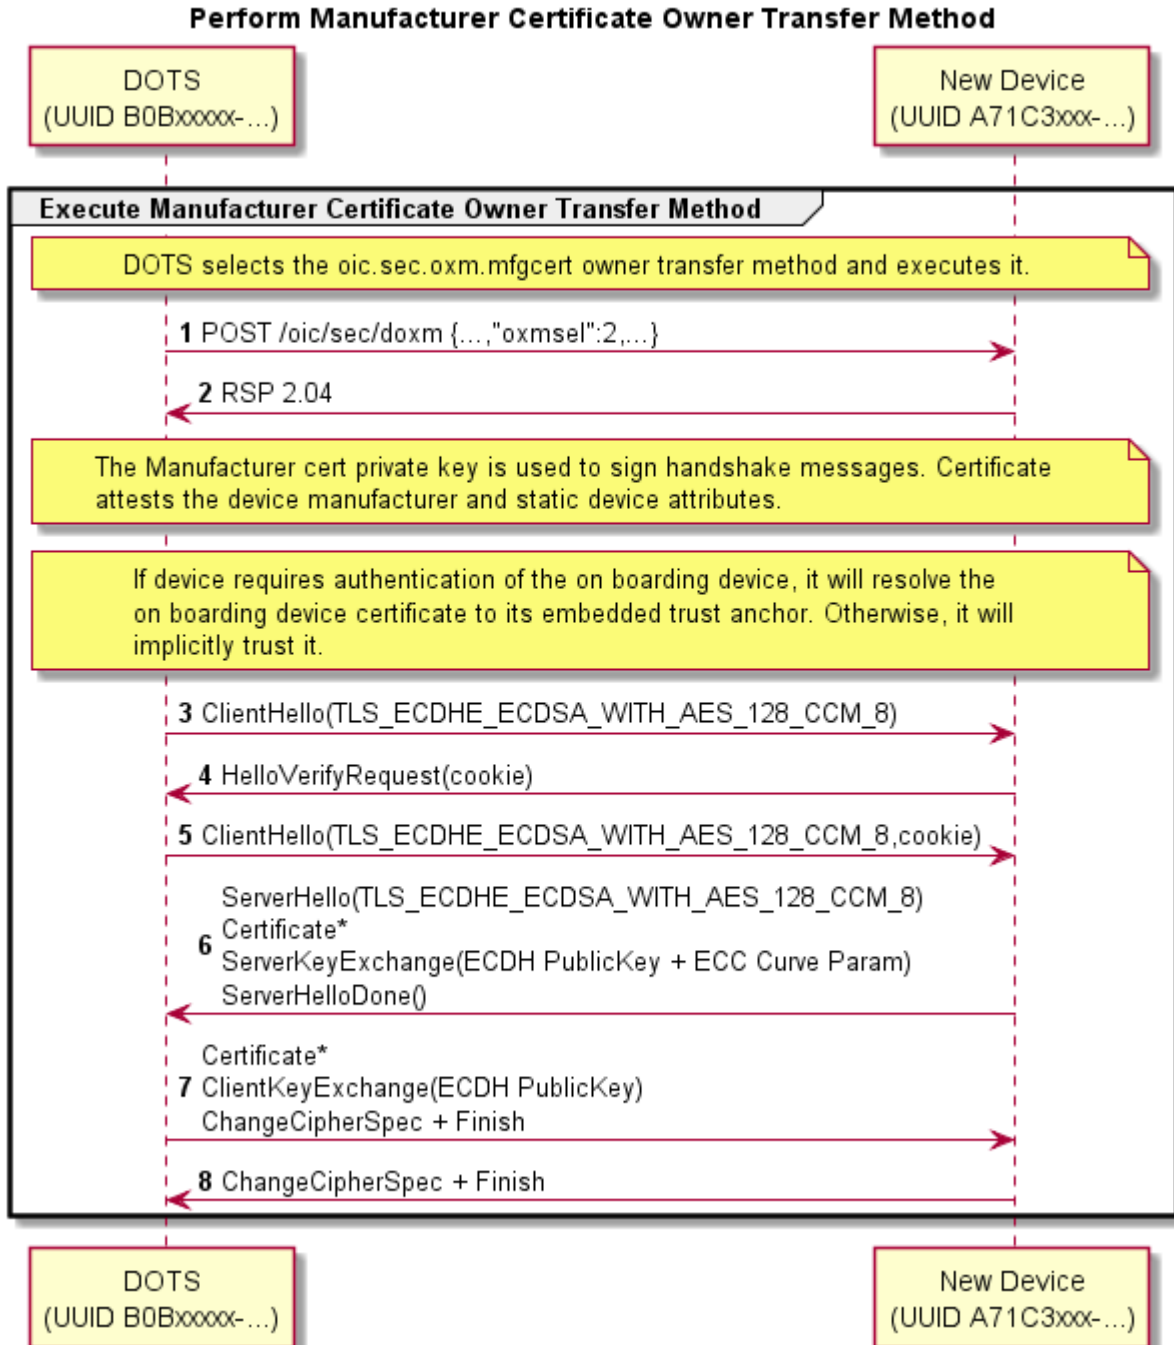 Perform Manufacturer Certificate Owner Transfer Method
DOTS
(UUID B0Bxxxxx-...)
New Device
(UUID A71C3xxx-...)
Execute Manufacturer Certificate Owner Transfer Method
DOTS selects the oic.sec.oxm.mfgcert owner transfer method and executes it.
1 POST /oic/sec/doxm {...,"oxmsel":2,...}
2 RSP 2.04
The Manufacturer cert private key is used to sign handshake messages. Certificate
attests the device manufacturer and static device attributes.
If device requires authentication of the on boarding device, it will resolve the
on boarding device certificate to its embedded trust anchor. Otherwise, it will
implicitly trust it.
3 ClientHello(TLS_ECDHE_ECDSA_WITH_AES_128_CCM_8)
4 HelloVerifyRequest(cookie)
5 ClientHello(TLS_ECDHE_ECDSA_WITH_AES_128_CCM_8,cookie)
ServerHello(TLS_ECDHE_ECDSA_WITH_AES_128_CCM_8)
Certificate*
6
ServerKeyExchange(ECDH PublicKey + ECC Curve Param)
ServerHelloDone()
Certificate*
7 ClientKeyExchange(ECDH PublicKey)
ChangeCipherSpec + Finish
8 ChangeCipherSpec + Finish
DOTS
(UUID B0Bxxxxx-...)
New Device
(UUID A71C3xxx-...)